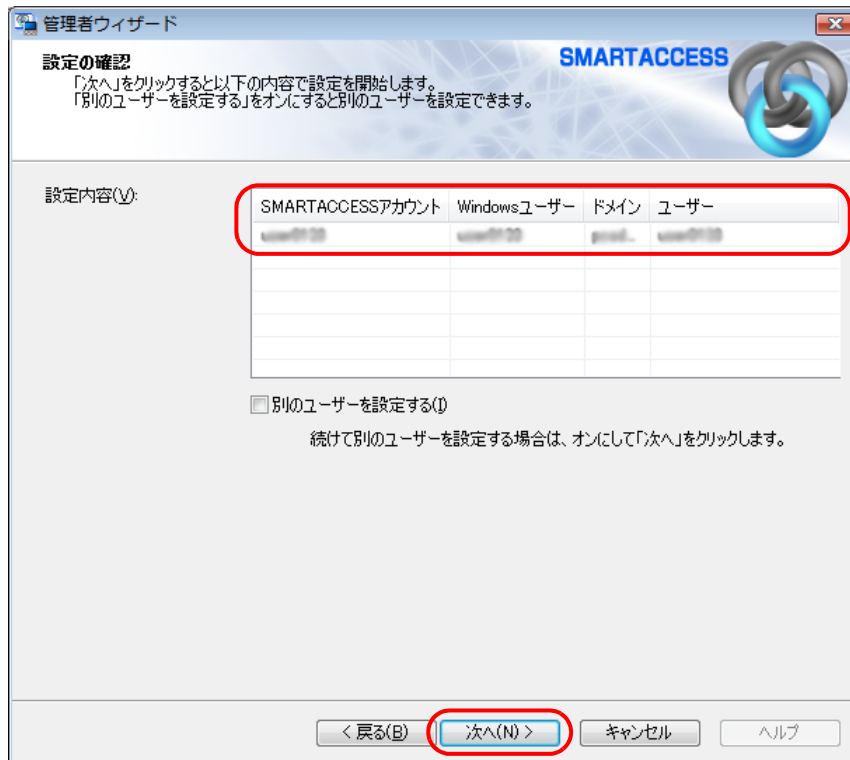 管理者ウィザード
設定の確認
「次へ」をクリックすると以下の内容で設定を開始します。
「別のユーザーを設定する」をオンにすると別のユーザーを設定できます。
SMARTACCESS
設定内容(V):
SMARTACCESSアカウント Windowsユーザー ドメイン ユーザー
別のユーザーを設定する(I)
続けて別のユーザーを設定する場合は、オンにして「次へ」をクリックします。
< 戻る(B) 次へ(N) > キャンセル ヘルプ